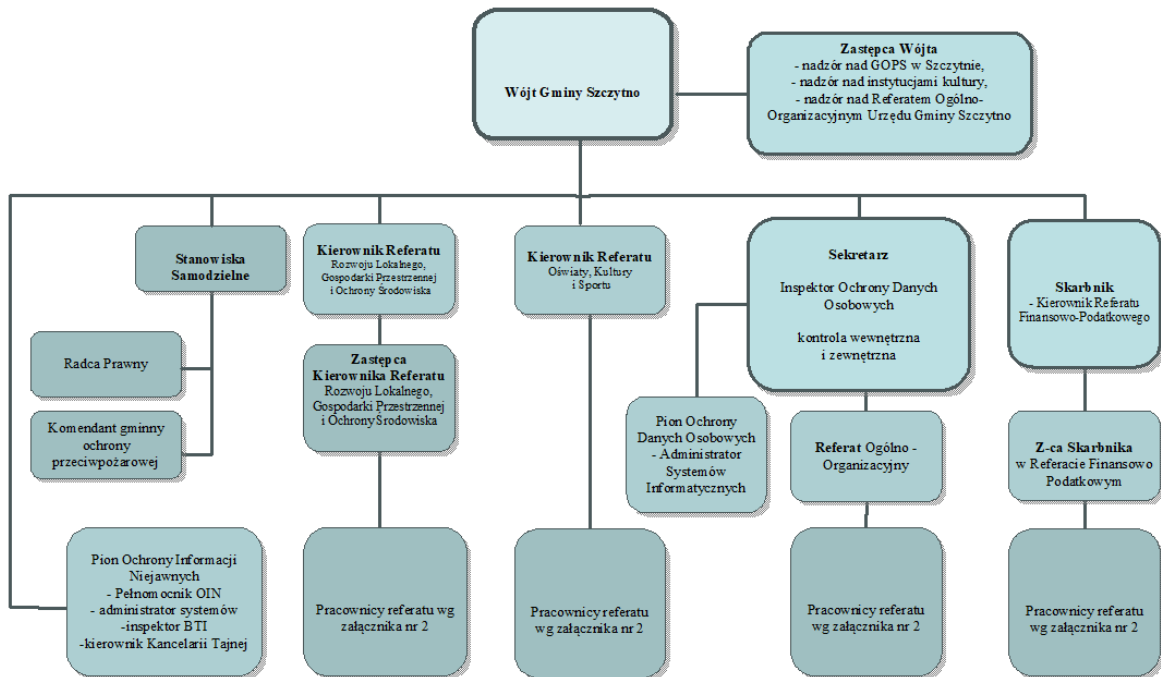 Wójt Gminy Szczytno
Zastępca Wójta
- nadzór nad GOPS w Szczytnie,
- nadzór nad instytucjami kultury,
- nadzór nad Referatem Ogólno-
Organizacyjnym Urzędu Gminy Szczytno
Stanowiska
Samodzielne
Radca Prawny
Komendant gminny
ochrony
przeciwpożarowej
Pion Ochrony Informacji
Niejawnych
- Pełnomocnik OIN
- administrator systemów
-inspektor BTI
-kierownik Kancelarii Tajnej
Kierownik Referatu
Rozwoju Lokalnego,
Gospodarki Przestrzennej
i Ochrony Środowiska
Zastępca
Kierownika Referatu
Rozwoju Lokalnego,
Gospodarki Przestrzennej
i Ochrony Środowiska
Pracownicy referatu wg
załącznika nr 2
Kierownik Referatu
Oświaty, Kultury
i Sportu
Pracownicy referatu
wg załącznika nr 2
Sekretarz
Inspektor Ochrony Danych
Osobowych
kontrola wewnętrzna
i zewnętrzna
Pion Ochrony
Danych Osobowych
- Administrator
Systemów
Informatycznych
Referat Ogólno -
Organizacyjny
Pracownicy referatu
wg załącznika nr 2
Skarbnik
- Kierownik Referatu
Finansowo-Podatkowego
Z-ca Skarbnika
w Referacie Finansowo
Podatkowym
Pracownicy referatu
wg załącznika nr 2